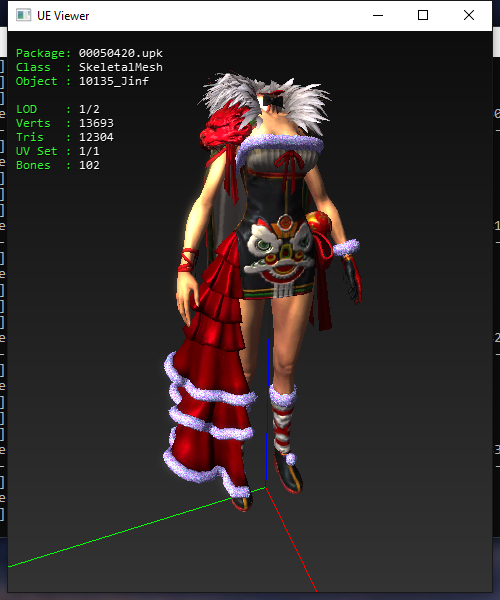 UE Viewer
Package: 00050420.upk
Class  : SkeletalMesh
Object : 10135_Jinf
LOD    : 1/2
Verts  : 13693
Tris   : 12304
UV Set : 1/1
Bones  : 102